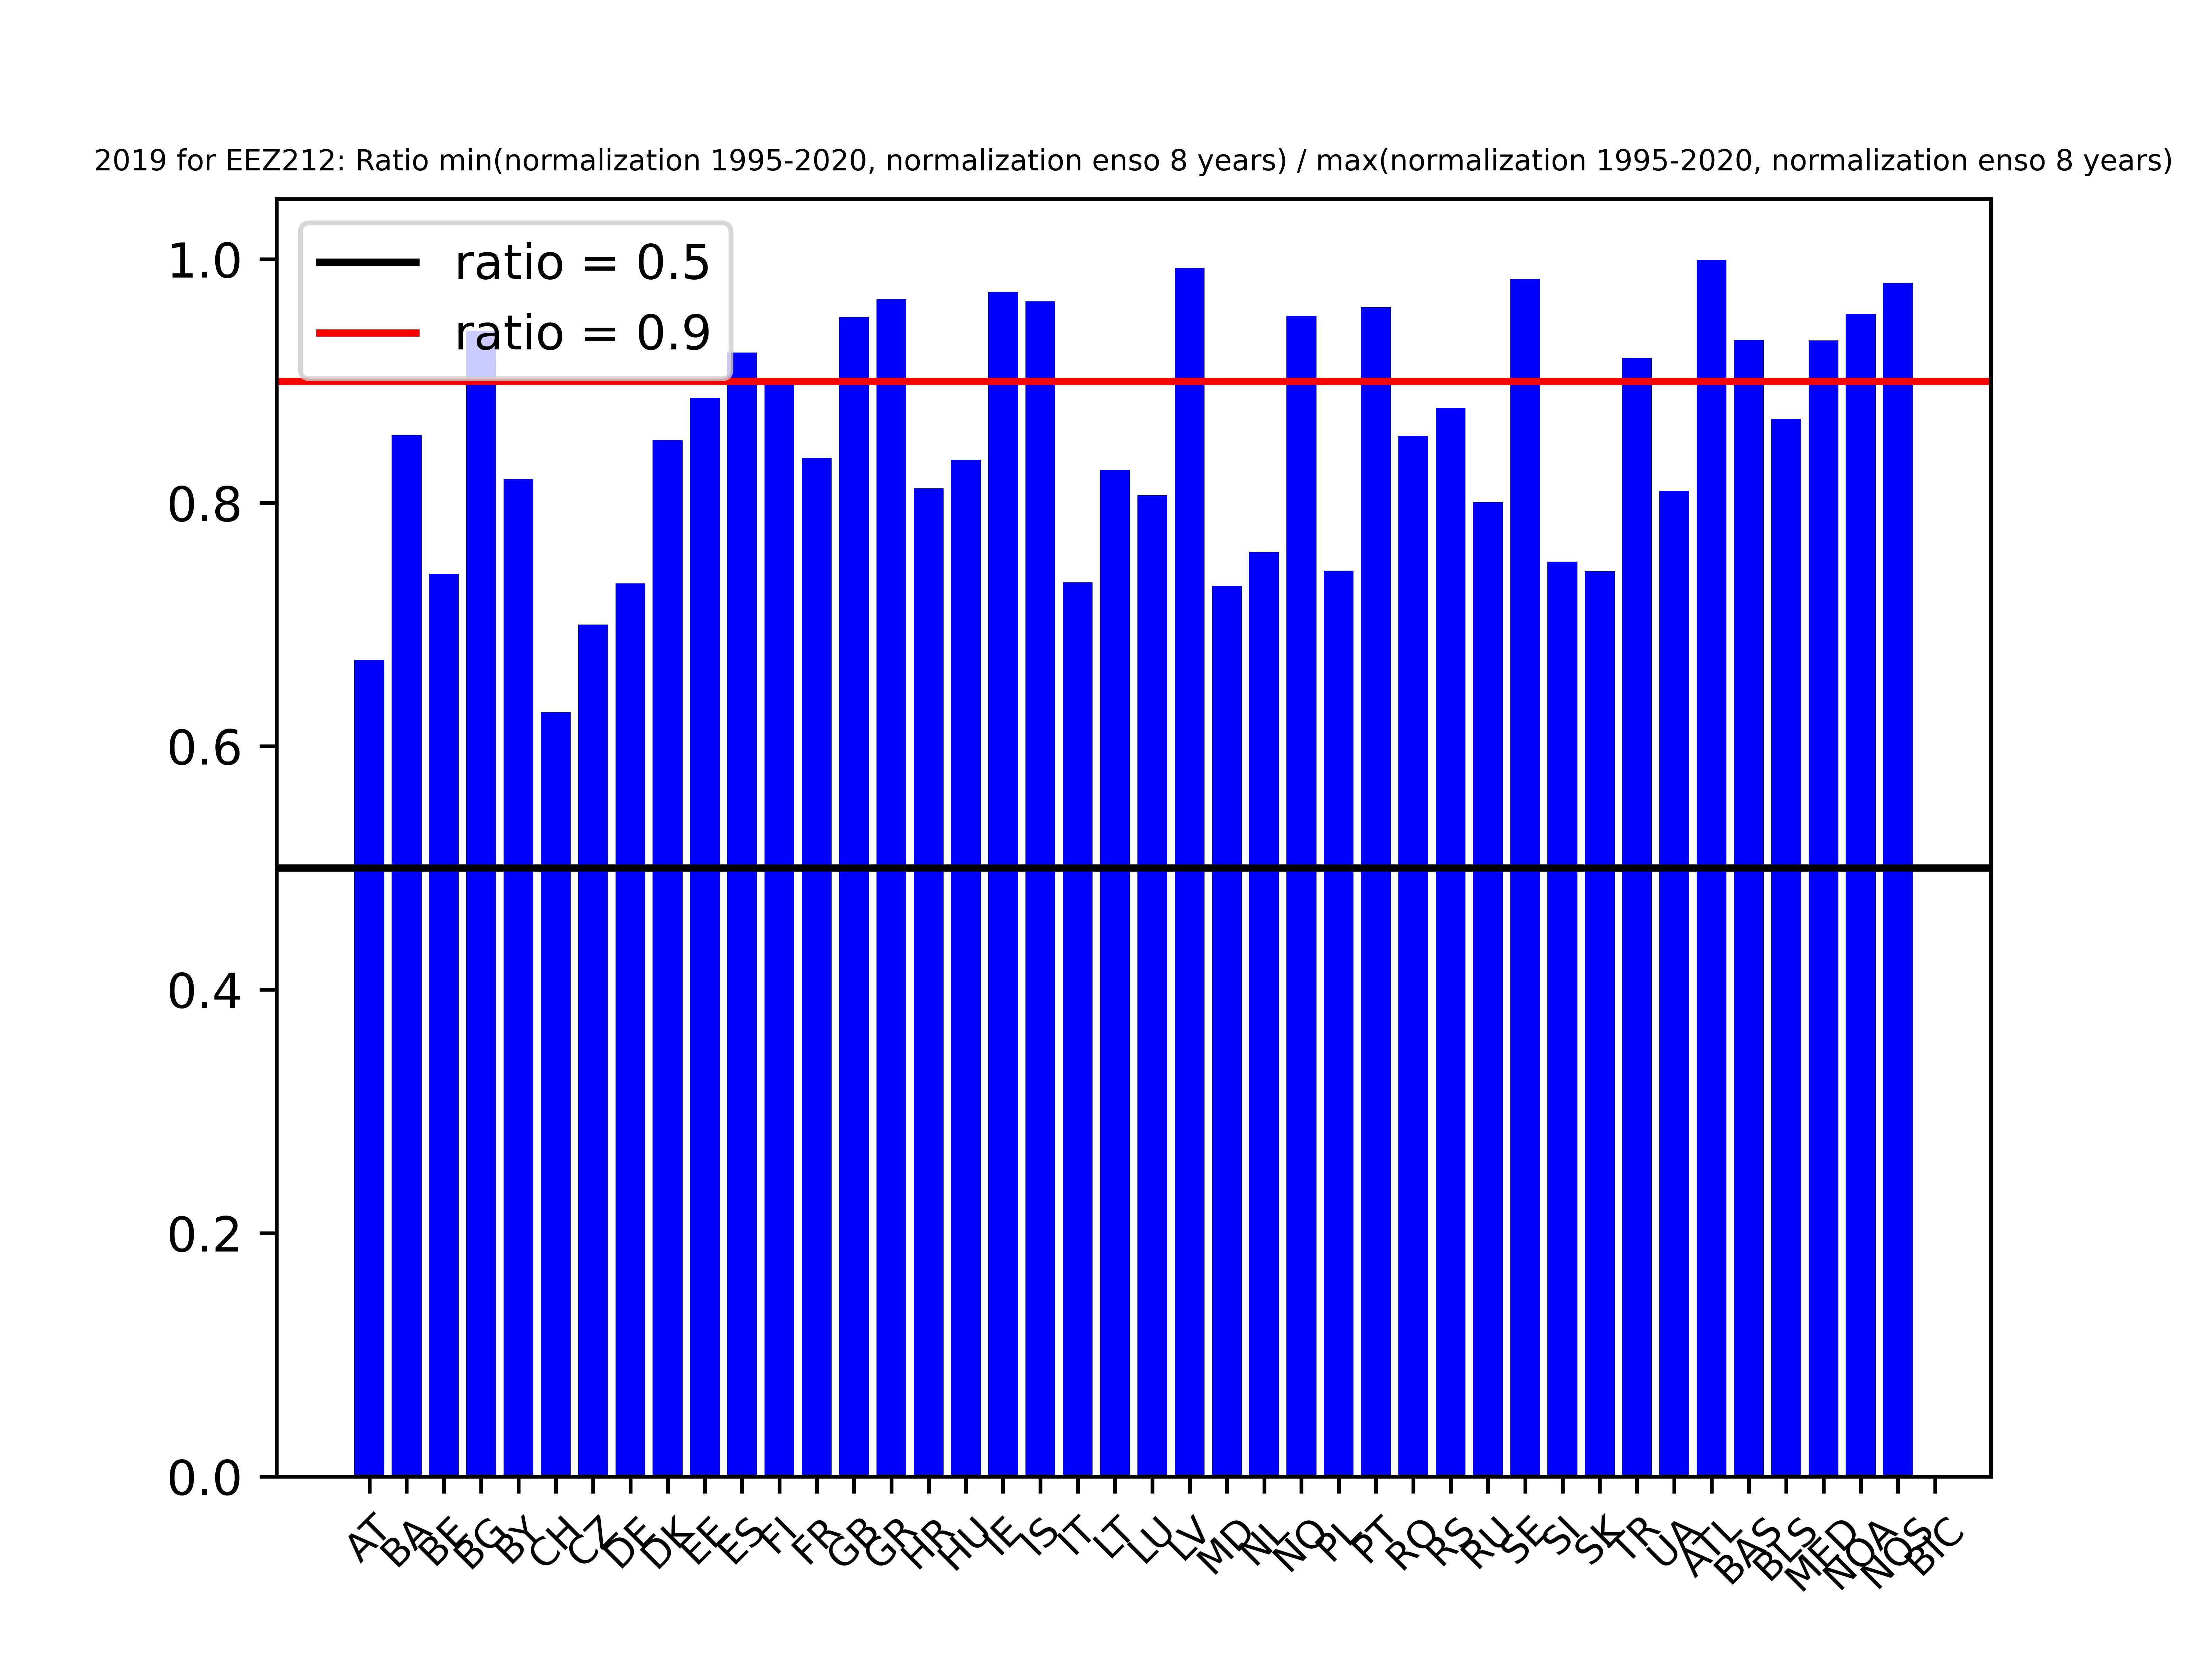 2019 for EEZ212: Ratio min(normalization 1995-2020, normalization enso 8 years) / max(normalization 1995-2020, normalization enso 8 years)
ratio = 0.5
ratio = 0.9
1.0
0.8
0.6
0.4
0.2
0.0
AT BA BE BG BY CH CZ DE DK EE ES FI FR GB GR HR HU IE IS IT LT LU LV MD NL NO PL PT RO RS RU SE SI SK TR UA ATL BAS BLS MED NOA NOS BIC